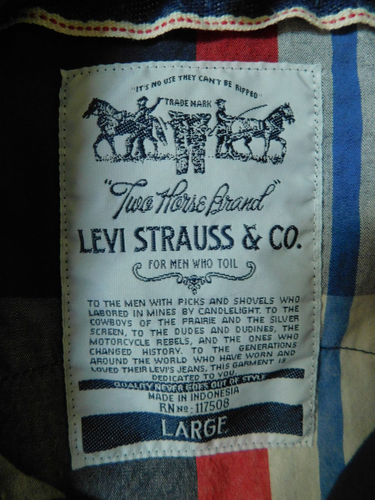 "IT'S NO USE THEY CAN'T BE RIPPED"
TRADE MARK
"Two Horse Brand"
LEVI STRAUSS & CO.
FOR MEN WHO TOIL
TO THE MEN WITH PICKS AND SHOVELS WHO
LABORED IN MINES BY CANDLELIGHT, TO THE
COWBOYS OF THE PRAIRIE AND THE SILVER
SCREEN, TO THE DUDES AND DUDINES, THE
MOTORCYCLE REBELS, AND THE ONES WHO
CHANGED HISTORY. TO THE GENERATIONS
AROUND THE WORLD WHO HAVE WORN AND
LOVED THEIR LEVI'S JEANS, THIS GARMENT IS
DEDICATED TO YOU.
QUALITY NEVER GOES OUT OF STYLE
MADE IN INDONESIA
RN No: 117508
LARGE